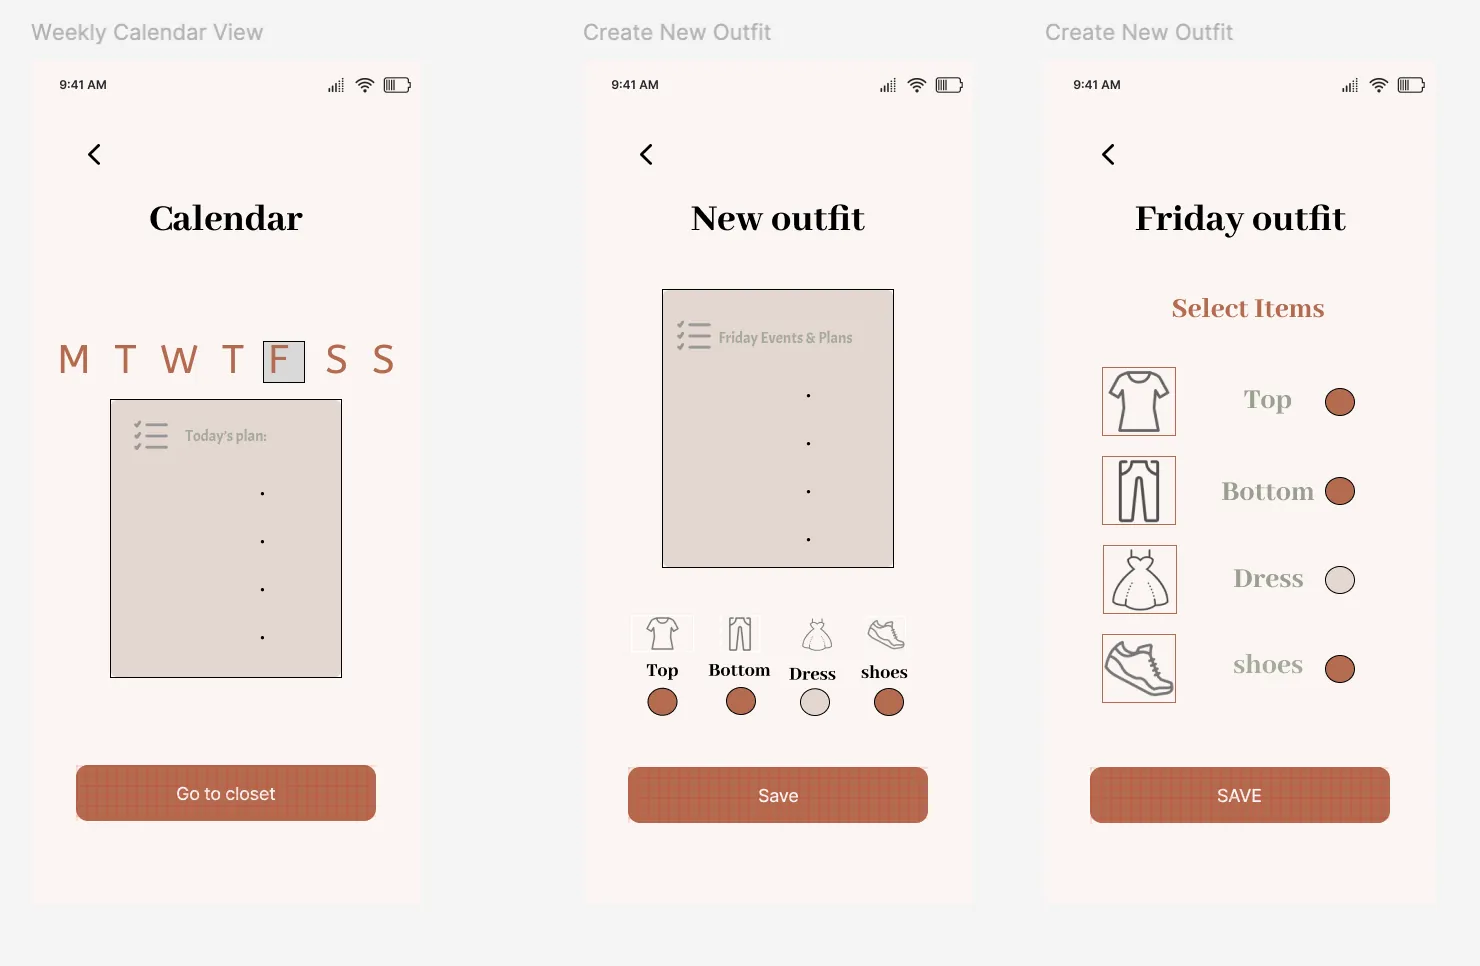 Weekly Calendar View
9:41 AM
Calendar
M T W T F S S
Today's plan:
Go to closet
Create New Outfit
9:41 AM
New outfit
Friday Events & Plans
Top Bottom Dress shoes
Save
Create New Outfit
9:41 AM
Friday outfit
Select Items
Top
Bottom
Dress
shoes
SAVE